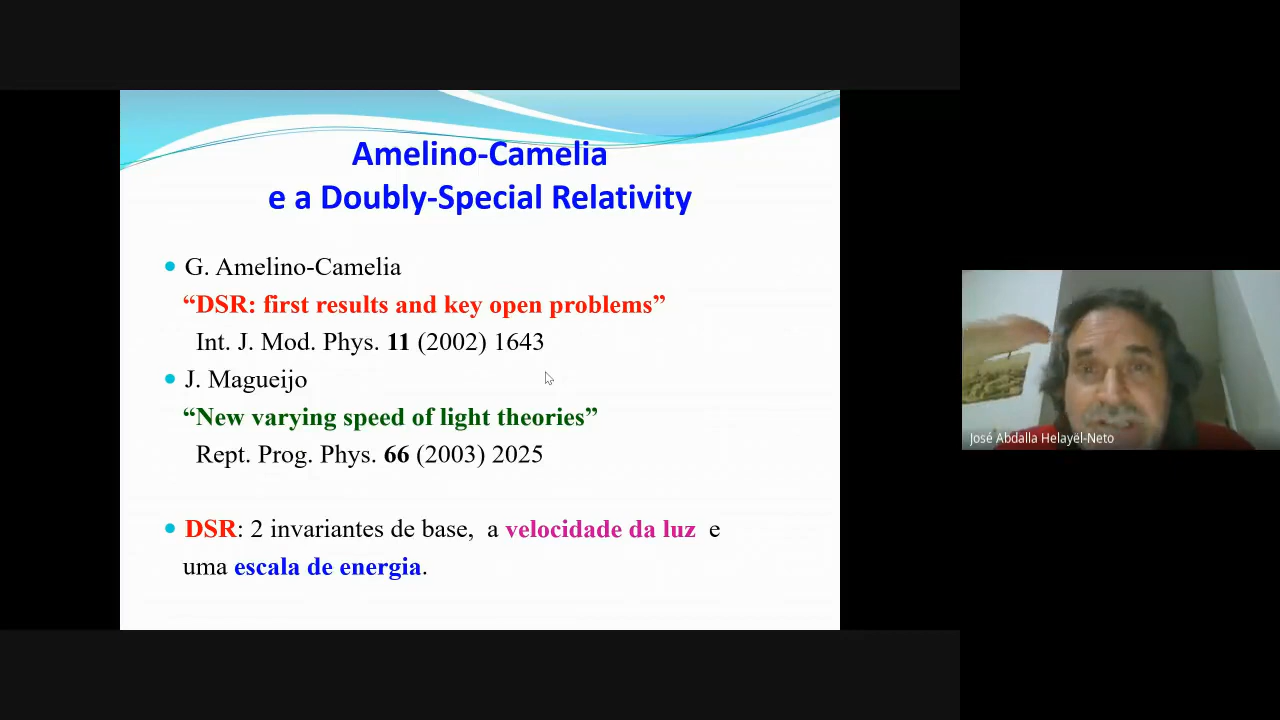 Amelino-Camelia
e a Doubly-Special Relativity
• G. Amelino-Camelia
“DSR: first results and key open problems”
Int. J. Mod. Phys. 11 (2002) 1643
• J. Magueijo
“New varying speed of light theories”
Rept. Prog. Phys. 66 (2003) 2025
• DSR: 2 invariantes de base, a velocidade da luz e
uma escala de energia.
José Abdalla Helayël-Neto